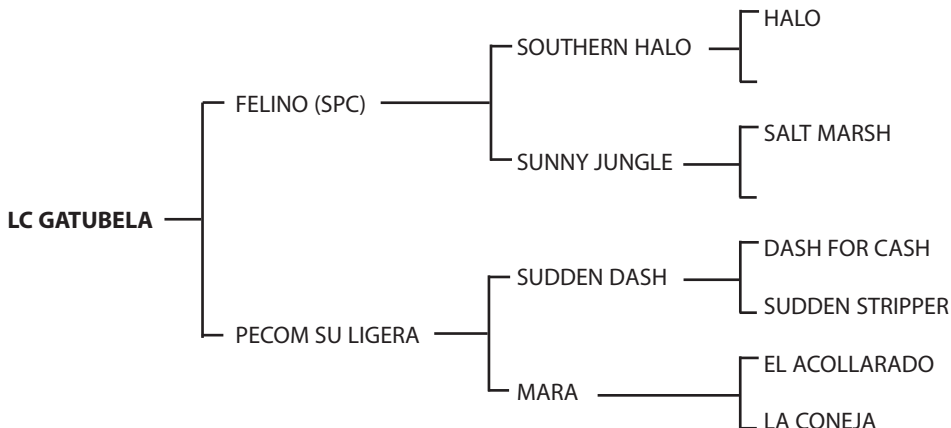 HALO
SOUTHERN HALO
FELINO (SPC)
SALT MARSH
SUNNY JUNGLE
LC GATUBELA
DASH FOR CASH
SUDDEN DASH
SUDDEN STRIPPER
PECOM SU LIGERA
EL ACOLLARADO
MARA
LA CONEJA